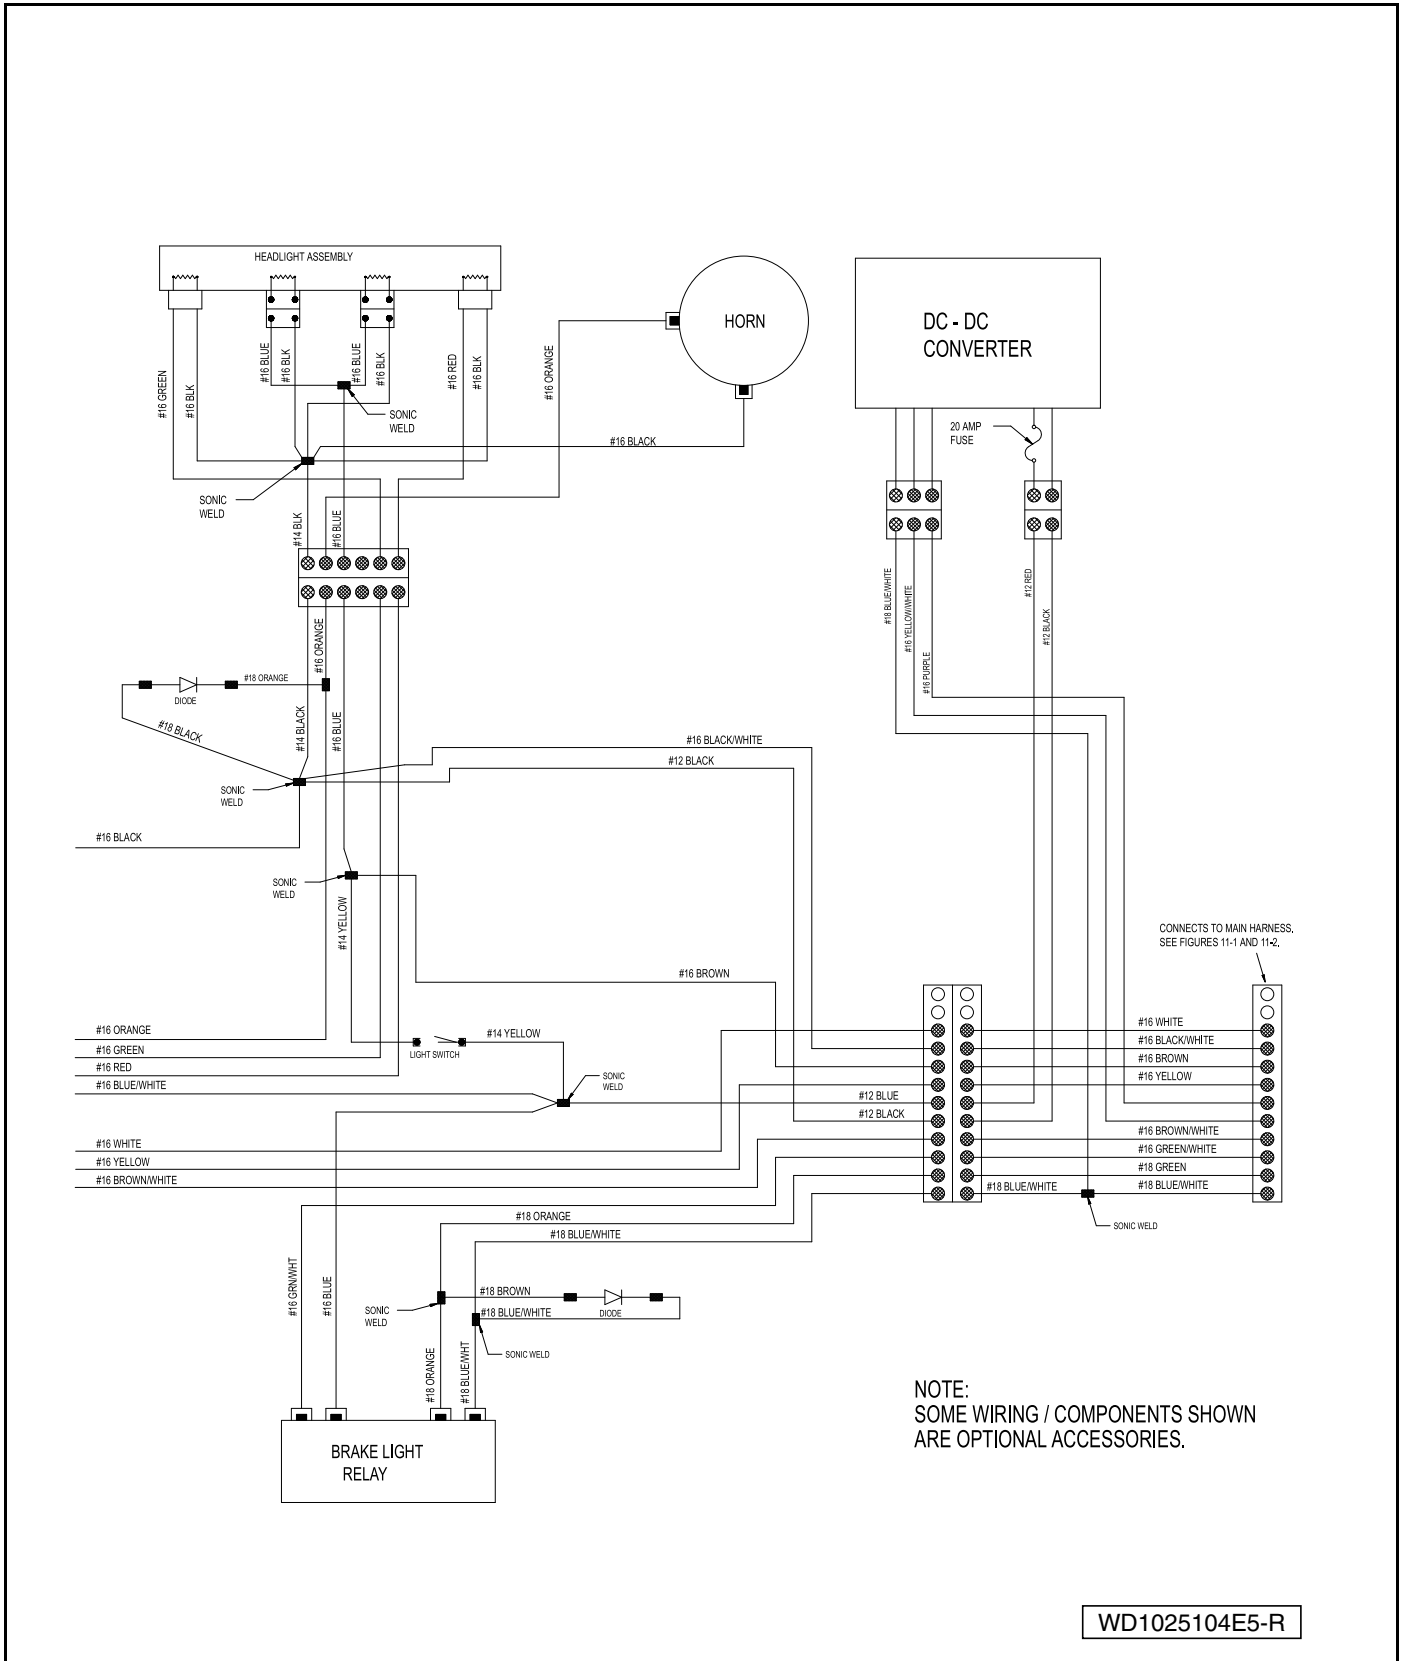 HEADLIGHT ASSEMBLY
#16 GREEN
#16 BLK
#16 BLUE
#16 BLK
#16 BLUE
#16 BLK
#16 RED
#16 BLK
#16 ORANGE
HORN
DC - DC
CONVERTER
SONIC
WELD
#16 BLACK
20 AMP
FUSE
SONIC
WELD
#14 BLK
#16 BLUE
#18 BLUE/WHITE
#16 YELLOW/WHITE
#16 PURPLE
#12 RED
#12 BLACK
#16 ORANGE
#18 ORANGE
DIODE
#18 BLACK
#14 BLACK
#16 BLUE
#16 BLACK/WHITE
#12 BLACK
SONIC
WELD
#16 BLACK
SONIC
WELD
#14 YELLOW
CONNECTS TO MAIN HARNESS.
SEE FIGURES 11-1 AND 11-2.
#16 BROWN
#16 ORANGE
#16 GREEN
#16 RED
#16 BLUE/WHITE
LIGHT SWITCH
#14 YELLOW
SONIC
WELD
#12 BLUE
#12 BLACK
#16 WHITE
#16 BLACK/WHITE
#16 BROWN
#16 YELLOW
#16 BROWN/WHITE
#16 GREEN/WHITE
#18 GREEN
#18 BLUE/WHITE
#18 BLUE/WHITE
SONIC WELD
#16 WHITE
#16 YELLOW
#16 BROWN/WHITE
#18 ORANGE
#18 BLUE/WHITE
#16 GRN/WHT
#16 BLUE
SONIC
WELD
#18 BROWN
#18 BLUE/WHITE
DIODE
SONIC WELD
#18 ORANGE
#18 BLUE/WHT
BRAKE LIGHT
RELAY
NOTE:
SOME WIRING / COMPONENTS SHOWN
ARE OPTIONAL ACCESSORIES.
WD1025104E5-R